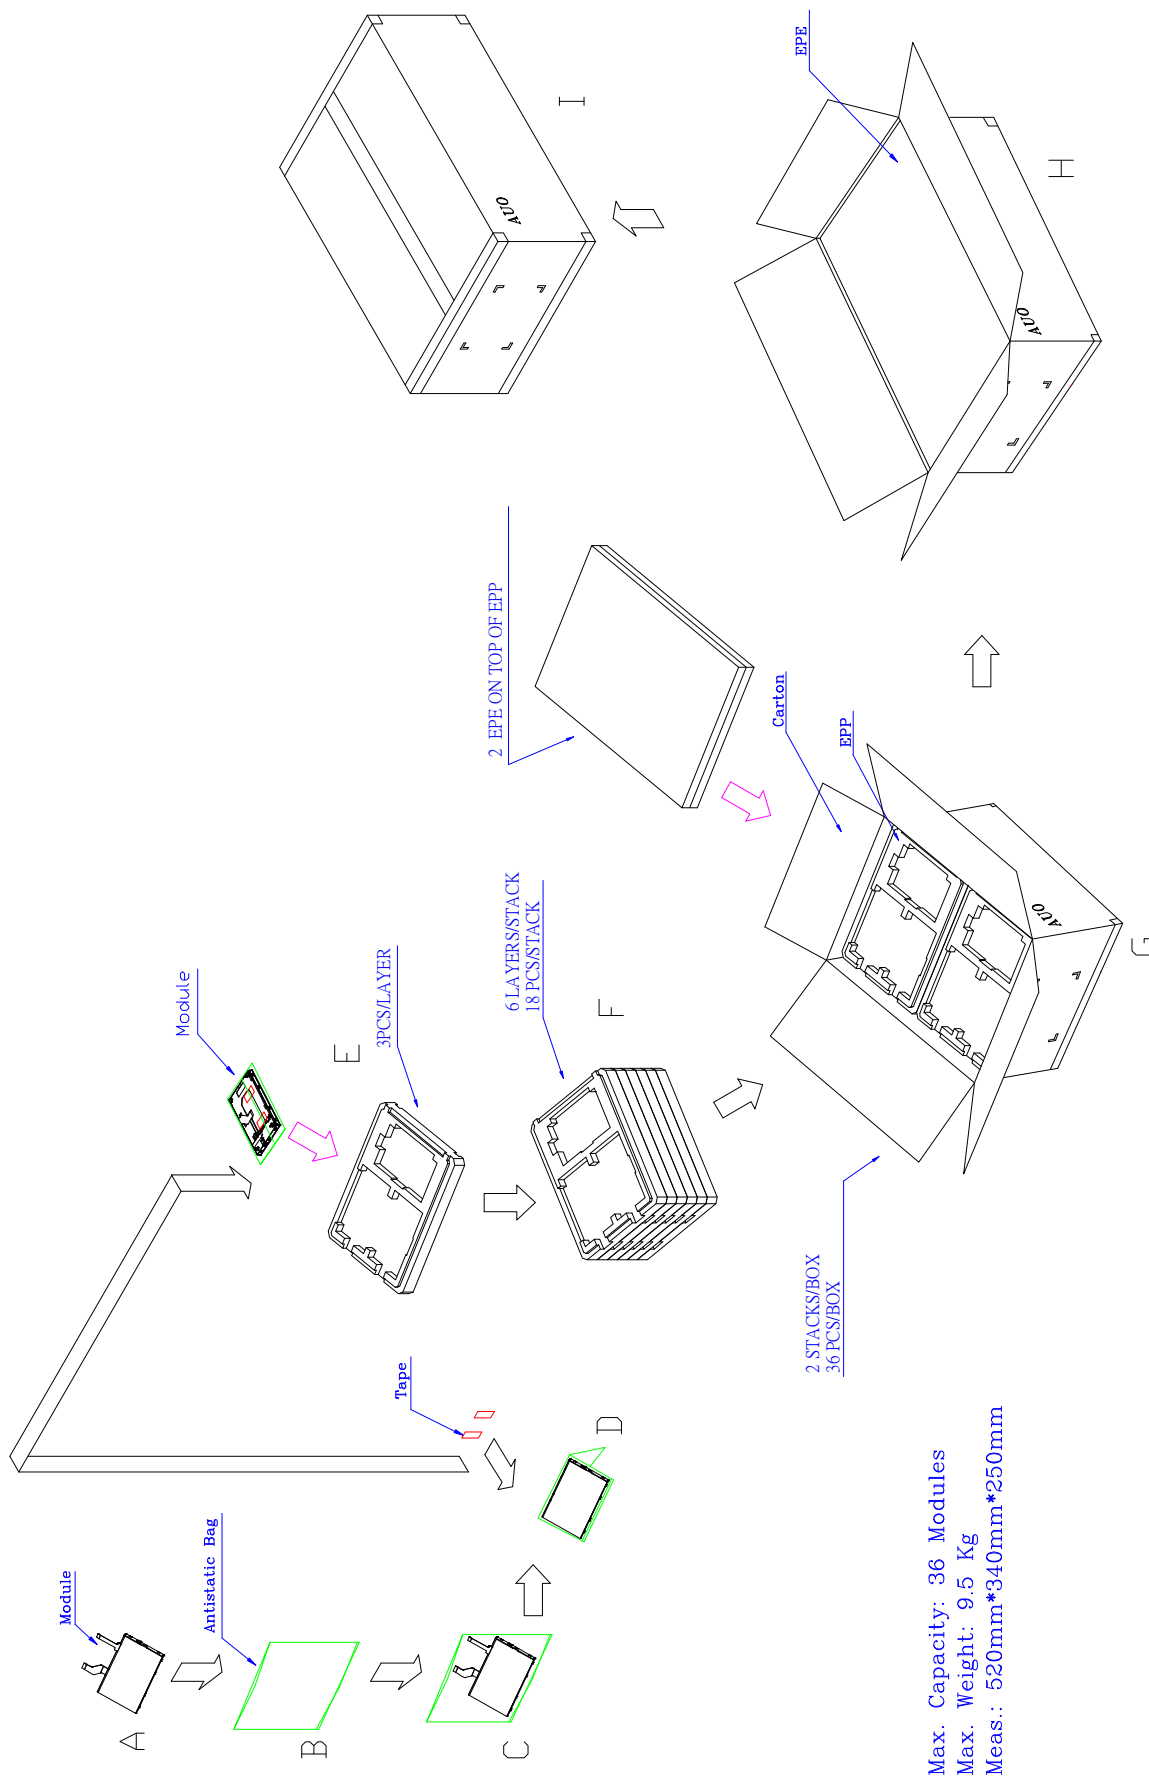 A
Module
B
Antistatic Bag
C
D
Tape
Module
E
3PCS/LAYER
F
6 LAYERS/STACK
18 PCS/STACK
2 STACKS/BOX
36 PCS/BOX
G
AUO
Carton
EPP
2 EPE ON TOP OF EPP
H
AUO
EPE
I
AUO
Max. Capacity: 36 Modules
Max. Weight: 9.5 Kg
Meas.: 520mm*340mm*250mm